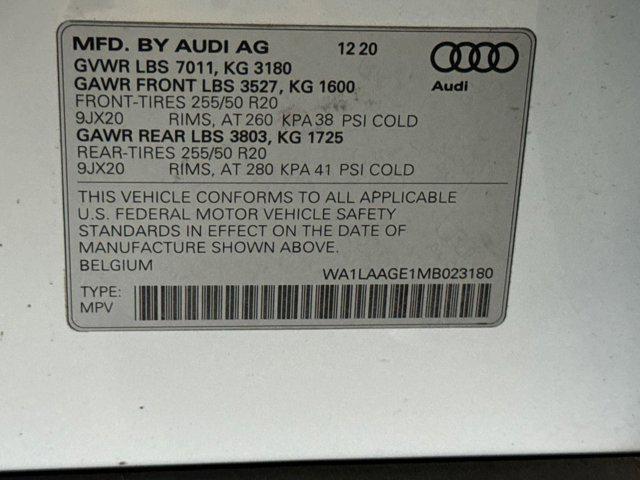 MFD. BY AUDI AG 12 20
GVWR LBS 7011, KG 3180
GAWR FRONT LBS 3527, KG 1600
FRONT-TIRES 255/50 R20
9JX20 RIMS, AT 260 KPA 38 PSI COLD
GAWR REAR LBS 3803, KG 1725
REAR-TIRES 255/50 R20
9JX20 RIMS, AT 280 KPA 41 PSI COLD
Audi
THIS VEHICLE CONFORMS TO ALL APPLICABLE
U.S. FEDERAL MOTOR VEHICLE SAFETY
STANDARDS IN EFFECT ON THE DATE OF
MANUFACTURE SHOWN ABOVE.
BELGIUM WA1LAAGE1MB023180
TYPE:
MPV